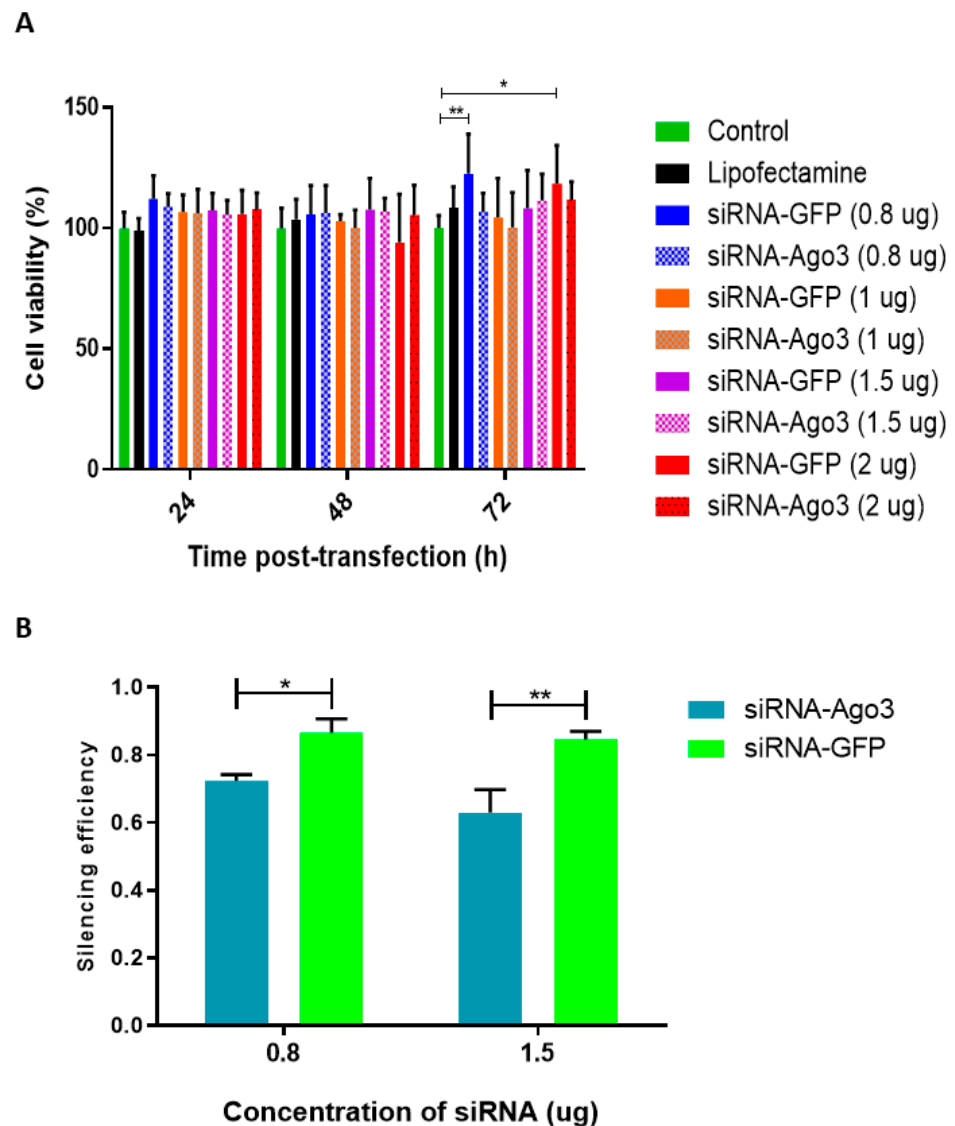 A
*
**
150
100
50
0
Cell viability (%)
24
48
72
Time post-transfection (h)
Control
Lipofectamine
siRNA-GFP (0.8 ug)
siRNA-Ago3 (0.8 ug)
siRNA-GFP (1 ug)
siRNA-Ago3 (1 ug)
siRNA-GFP (1.5 ug)
siRNA-Ago3 (1.5 ug)
siRNA-GFP (2 ug)
siRNA-Ago3 (2 ug)
B
*
**
1.0
0.8
0.6
0.4
0.2
0.0
Silencing efficiency
0.8
1.5
Concentration of siRNA (ug)
siRNA-Ago3
siRNA-GFP